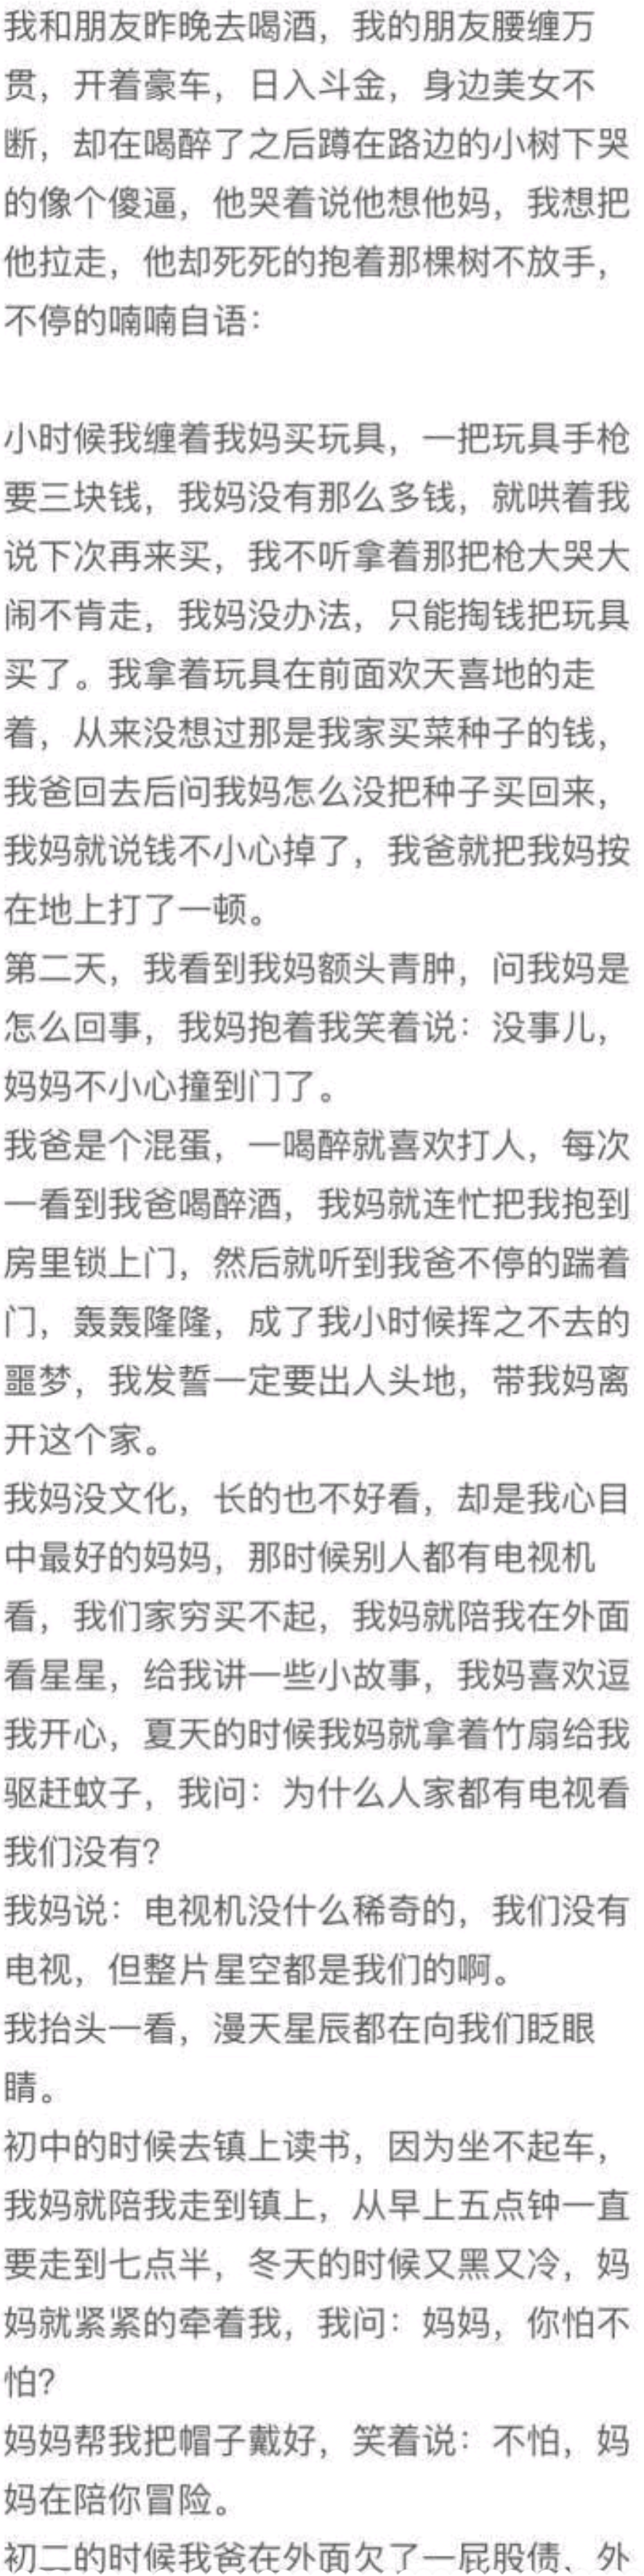 我和朋友昨晚去喝酒，我的朋友腰缠万
贯，开着豪车，日入斗金，身边美女不
断，却在喝醉了之后蹲在路边的小树下哭
的像个傻逼，他哭着说他想他妈，我想把
他拉走，他却死死的抱着那棵树不放手，
不停的喃喃自语：
小时候我缠着我妈买玩具，一把玩具手枪
要三块钱，我妈没有那么多钱，就哄着我
说下次再来买，我不听拿着那把枪大哭大
闹不肯走，我妈没办法，只能掏钱把玩具
买了。我拿着玩具在前面欢天喜地的走
着，从来没想过那是我家买菜种子的钱，
我爸回去后问我妈怎么没把种子买回来，
我妈就说钱不小心掉了，我爸就把我妈按
在地上打了一顿。
第二天，我看到我妈额头青肿，问我妈是
怎么回事，我妈抱着我笑着说：没事儿，
妈妈不小心撞到门了。
我爸是个混蛋，一喝醉就喜欢打人，每次
一看到我爸喝醉酒，我妈就连忙把我抱到
房里锁上门，然后就听到我爸不停的踹着
门，轰轰隆隆，成了我小时候挥之不去的
噩梦，我发誓一定要出人头地，带我妈离
开这个家。
我妈没文化，长的也不好看，却是我心目
中最好的妈妈，那时候别人都有电视机
看，我们家穷买不起，我妈就陪我在外面
看星星，给我讲一些小故事，我妈喜欢逗
我开心，夏天的时候我妈就拿着竹扇给我
驱赶蚊子，我问：为什么人家都有电视看
我们没有？
我妈说：电视机没什么稀奇的，我们没有
电视，但整片星空都是我们的啊。
我抬头一看，漫天星辰都在向我们眨眼
睛。
初中的时候去镇上读书，因为坐不起车，
我妈就陪我走到镇上，从早上五点钟一直
要走到七点半，冬天的时候又黑又冷，妈
妈就紧紧的牵着我，我问：妈妈，你怕不
怕？
妈妈帮我把帽子戴好，笑着说：不怕，妈
妈在陪你冒险。
初二的时候我爸在外面欠了一屁股债、外